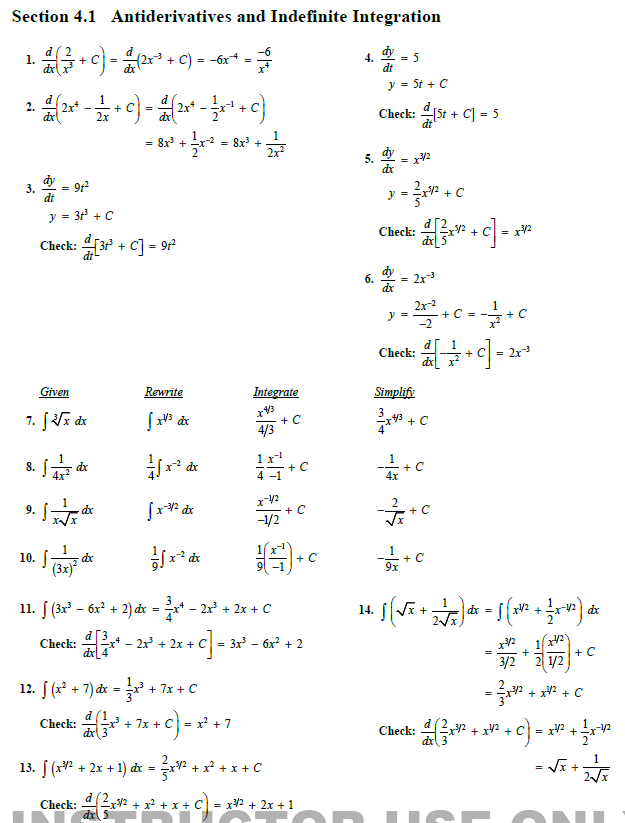 Section 4.1 Antiderivatives and Indefinite Integration
1. d/dx(2/x³ + C) = d/dx(2x⁻³ + C) = −6x⁻⁴ = −6/x⁴
2. d/dx(2x⁴ − 1/2x + C) = d/dx(2x⁴ − 1/2 x⁻¹ + C)
= 8x³ + 1/2 x⁻² = 8x³ + 1/2x²
3. dy/dt = 9t²
y = 3t³ + C
Check: d/dt[3t³ + C] = 9t²
4. dy/dt = 5
y = 5t + C
Check: d/dt[5t + C] = 5
5. dy/dx = x^3/2
y = 2/5 x^5/2 + C
Check: d/dx[2/5 x^5/2 + C] = x^3/2
6. dy/dx = 2x⁻³
y = 2x⁻²/−2 + C = −1/x² + C
Check: d/dx[−1/x² + C] = 2x⁻³
Given Rewrite Integrate Simplify
7. ∫ ∛x dx ∫ x^1/3 dx x^4/3/4/3 + C 3/4 x^4/3 + C
8. ∫ 1/4x² dx 1/4 ∫ x⁻² dx 1/4 x⁻¹/−1 + C −1/4x + C
9. ∫ 1/x√x dx ∫ x^−3/2 dx x^−1/2/−1/2 + C −2/√x + C
10. ∫ 1/(3x)² dx 1/9 ∫ x⁻² dx 1/9(x⁻¹/−1) + C −1/9x + C
11. ∫ (3x³ − 6x² + 2) dx = 3/4 x⁴ − 2x³ + 2x + C
Check: d/dx[3/4 x⁴ − 2x³ + 2x + C] = 3x³ − 6x² + 2
12. ∫ (x² + 7) dx = 1/3 x³ + 7x + C
Check: d/dx(1/3 x³ + 7x + C) = x² + 7
13. ∫ (x^3/2 + 2x + 1) dx = 2/5 x^5/2 + x² + x + C
Check: d/dx(2/5 x^5/2 + x² + x + C) = x^3/2 + 2x + 1
14. ∫ (√x + 1/2√x) dx = ∫ (x^1/2 + 1/2 x^−1/2) dx
= x^3/2/3/2 + 1/2(x^1/2/1/2) + C
= 2/3 x^3/2 + x^1/2 + C
Check: d/dx(2/3 x^3/2 + x^1/2 + C) = x^1/2 + 1/2 x^−1/2
= √x + 1/2√x
INSTRUCTOR USE ONLY